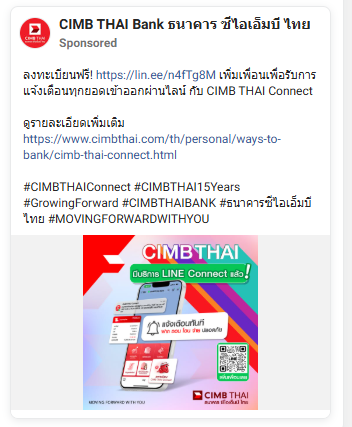 CIMB THAI Bank ธนาคาร ซีไอเอ็มบี ไทย
Sponsored
ลงทะเบียนฟรี! https://lin.ee/n4fTg8M เพิ่มเพื่อนเพื่อรับการ
แจ้งเตือนทุกยอดเข้าออกผ่านไลน์ กับ CIMB THAI Connect
ดูรายละเอียดเพิ่มเติม
https://www.cimbthai.com/th/personal/ways-to-
bank/cimb-thai-connect.html
#CIMBTHAIConnect #CIMBTHAI15Years
#GrowingForward #CIMBTHAIBANK #ธนาคารซีไอเอ็มบี
ไทย #MOVINGFORWARDWITHYOU
CIMB THAI
มีบริการ LINE Connect แล้ว!
แจ้งเตือนทันที
ฝาก ถอน โอน จ่าย
CIMB THAI
ธนาคาร ซีไอเอ็มบี ไทย
MOVING FORWARD WITH YOU